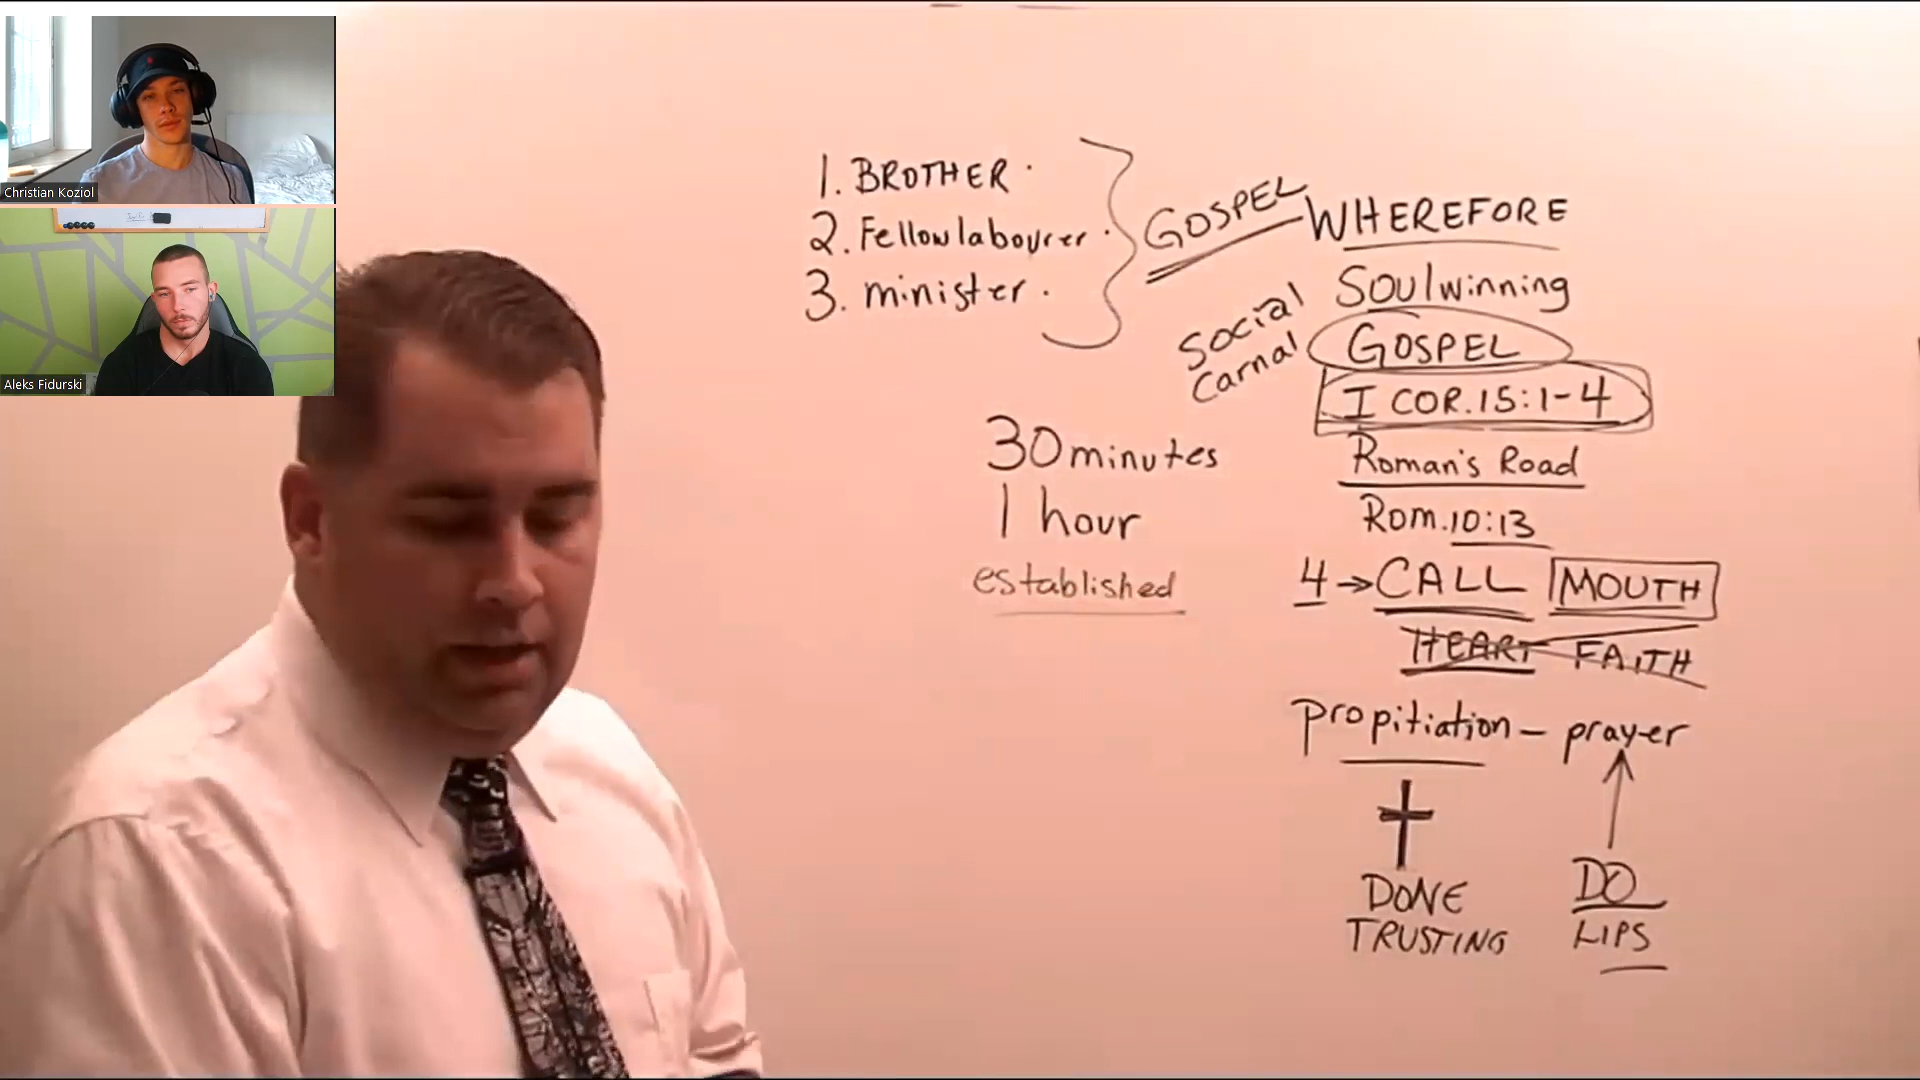 Christian Koziol
Aleks Fidurski
1. BROTHER
2. Fellowlabourer
3. minister
GOSPEL
WHEREFORE
Soulwinning
Social
Carnal
GOSPEL
I COR.15:1-4
Roman's Road
Rom.10:13
30 minutes
1 hour
established
4 → CALL MOUTH
HEART FAITH
propitiation - prayer
DONE
TRUSTING
DO
LIPS